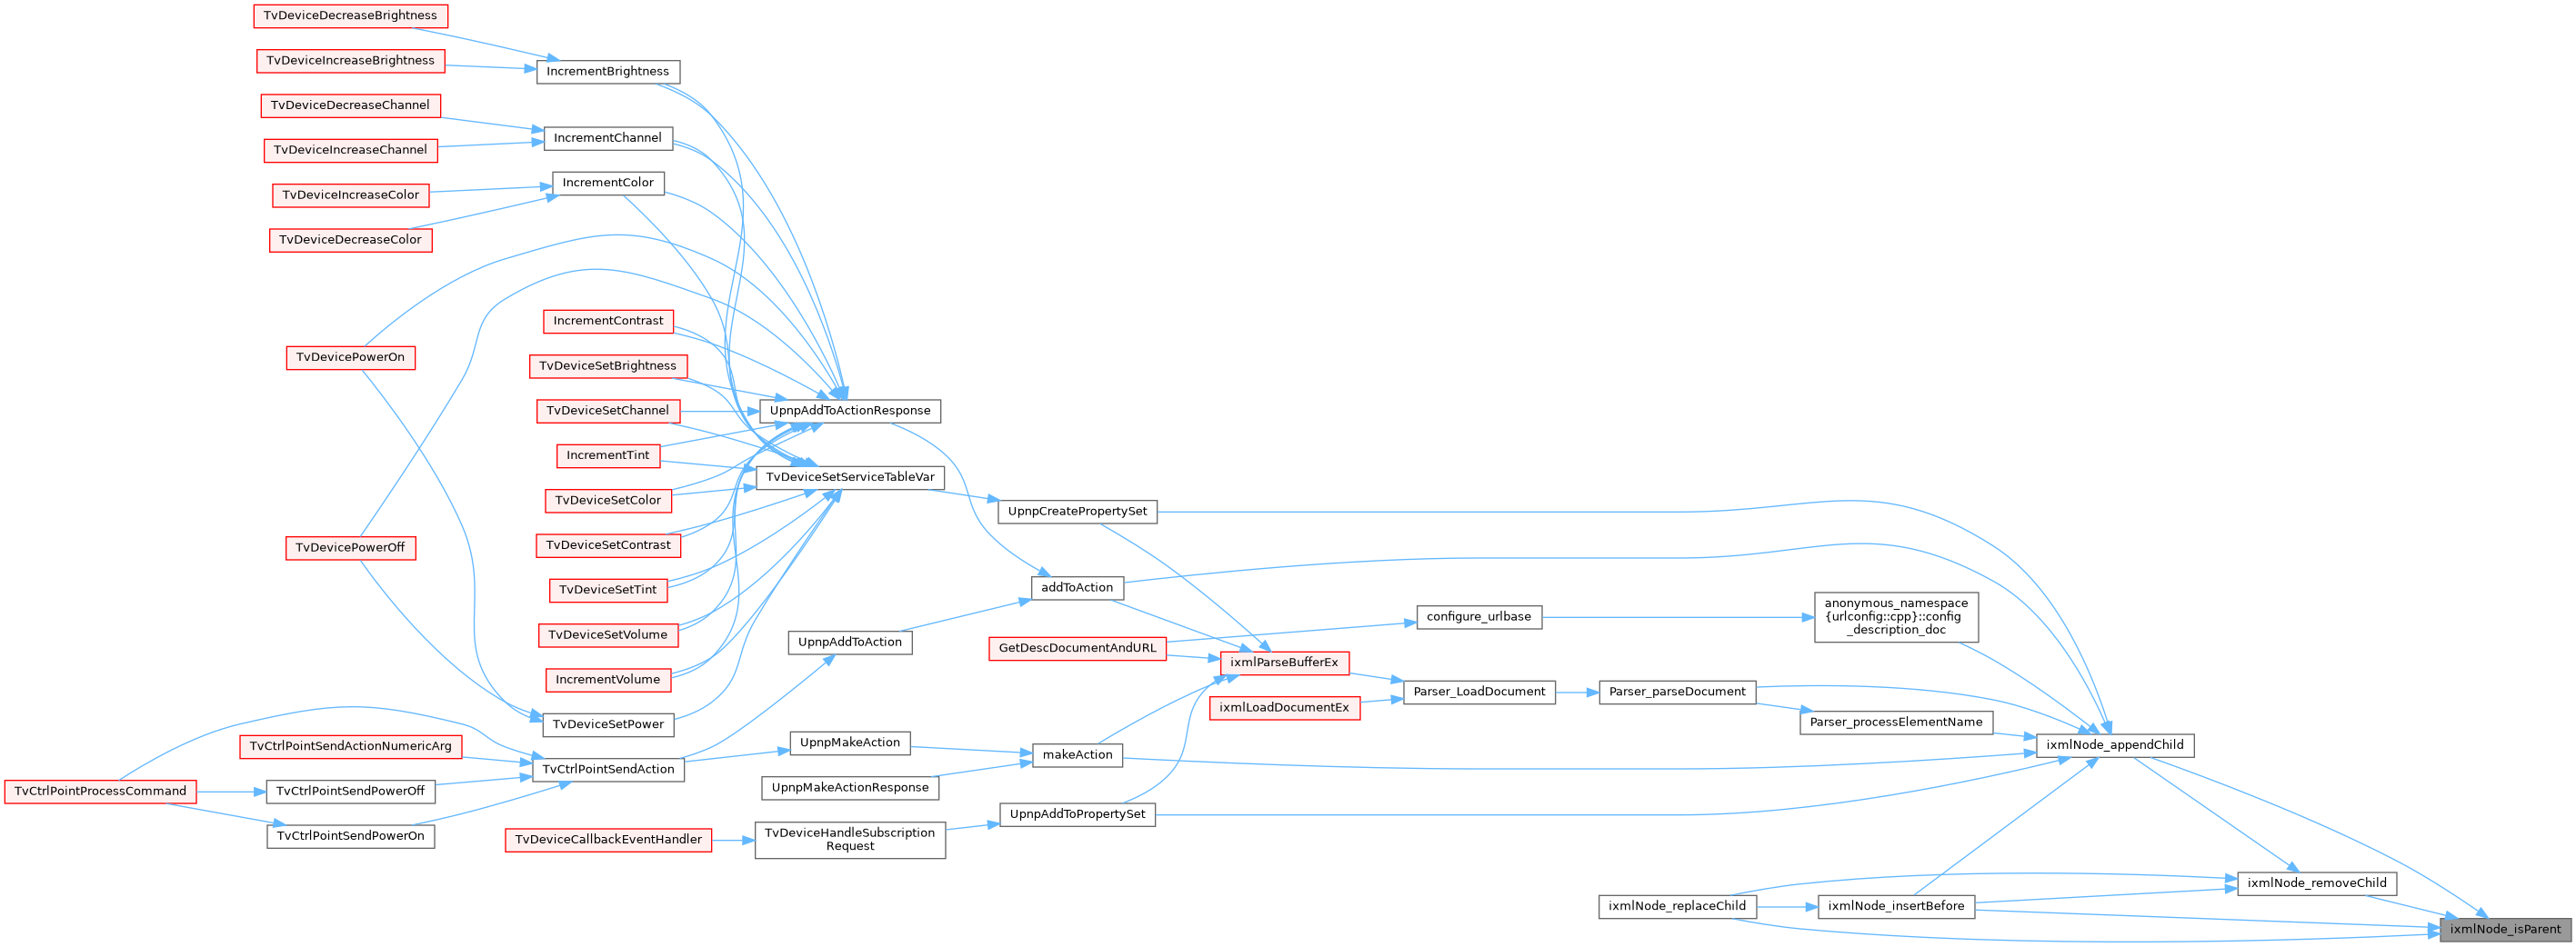 TvDeviceDecreaseBrightness
TvDeviceIncreaseBrightness
IncrementBrightness
TvDeviceDecreaseChannel
IncrementChannel
TvDeviceIncreaseChannel
IncrementColor
TvDeviceIncreaseColor
TvDeviceDecreaseColor
IncrementContrast
TvDevicePowerOn
TvDeviceSetBrightness
TvDeviceSetChannel
UpnpAddToActionResponse
IncrementTint
TvDeviceSetServiceTableVar
TvDeviceSetColor
UpnpCreatePropertySet
TvDevicePowerOff
TvDeviceSetContrast
TvDeviceSetTint
addToAction
anonymous_namespace
{urlconfig::cpp}::config
_description_doc
configure_urlbase
TvDeviceSetVolume
UpnpAddToAction
GetDescDocumentAndURL
ixmlParseBufferEx
IncrementVolume
Parser_LoadDocument
Parser_parseDocument
ixmlLoadDocumentEx
TvDeviceSetPower
Parser_processElementName
TvCtrlPointSendActionNumericArg
UpnpMakeAction
ixmlNode_appendChild
makeAction
TvCtrlPointSendAction
TvCtrlPointProcessCommand
TvCtrlPointSendPowerOff
UpnpMakeActionResponse
UpnpAddToPropertySet
TvCtrlPointSendPowerOn
TvDeviceCallbackEventHandler
TvDeviceHandleSubscription
Request
ixmlNode_removeChild
ixmlNode_replaceChild
ixmlNode_insertBefore
ixmlNode_isParent